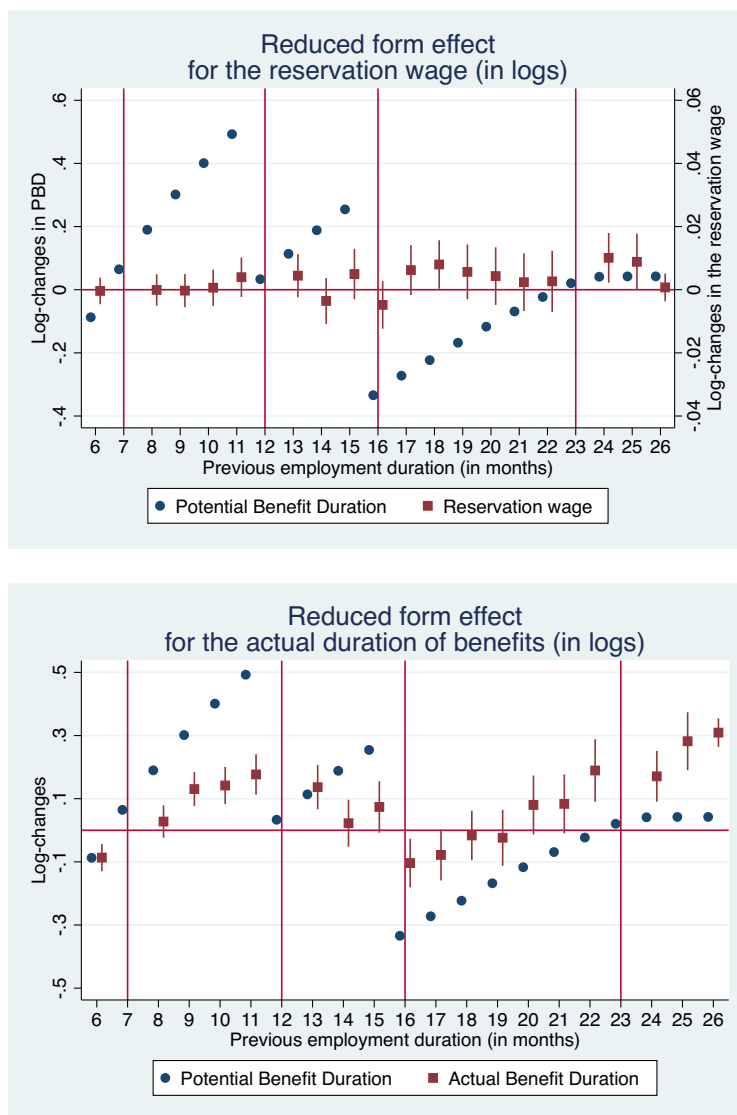 Reduced form effect
for the reservation wage (in logs)
Log-changes in PBD
.6
.4
.2
0
-.2
-.4
Log-changes in the reservation wage
.06
.04
.02
0
-.02
-.04
6 7 8 9 10 11 12 13 14 15 16 17 18 19 20 21 22 23 24 25 26
Previous employment duration (in months)
Potential Benefit Duration Reservation wage
Reduced form effect
for the actual duration of benefits (in logs)
Log-changes
.5
.3
.1
-.1
-.3
-.5
6 7 8 9 10 11 12 13 14 15 16 17 18 19 20 21 22 23 24 25 26
Previous employment duration (in months)
Potential Benefit Duration Actual Benefit Duration